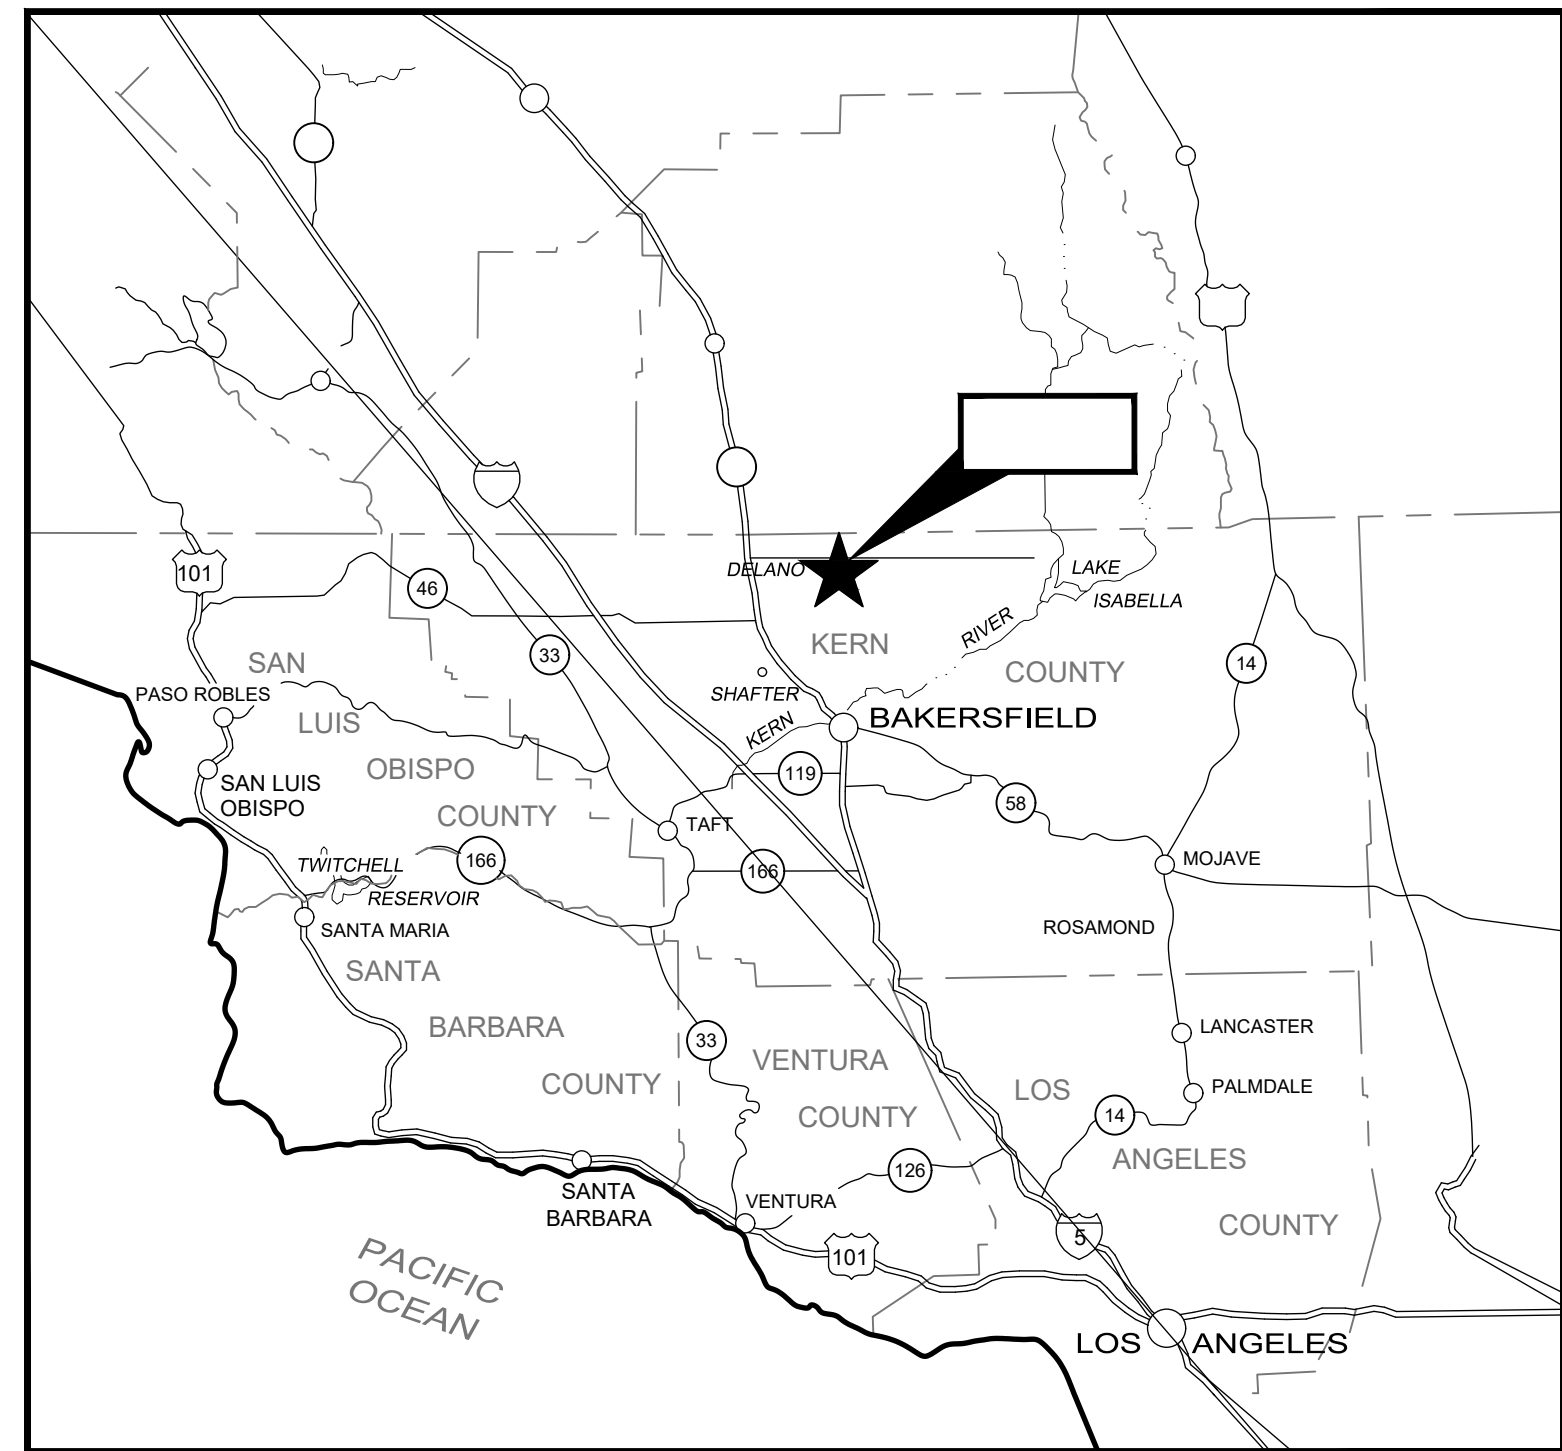 DELANO
LAKE
101
46
ISABELLA
RIVER
KERN
33
SAN
14
COUNTY
PASO ROBLES
SHAFTER
LUIS
BAKERSFIELD
KERN
OBISPO
119
SAN LUIS
OBISPO
58
COUNTY
TAFT
MOJAVE
TWITCHELL
166
166
RESERVOIR
ROSAMOND
SANTA MARIA
SANTA
BARBARA
LANCASTER
33
VENTURA
COUNTY
LOS
PALMDALE
COUNTY
14
ANGELES
126
SANTA
BARBARA
VENTURA
COUNTY
5
101
PACIFIC
OCEAN
LOS ANGELES